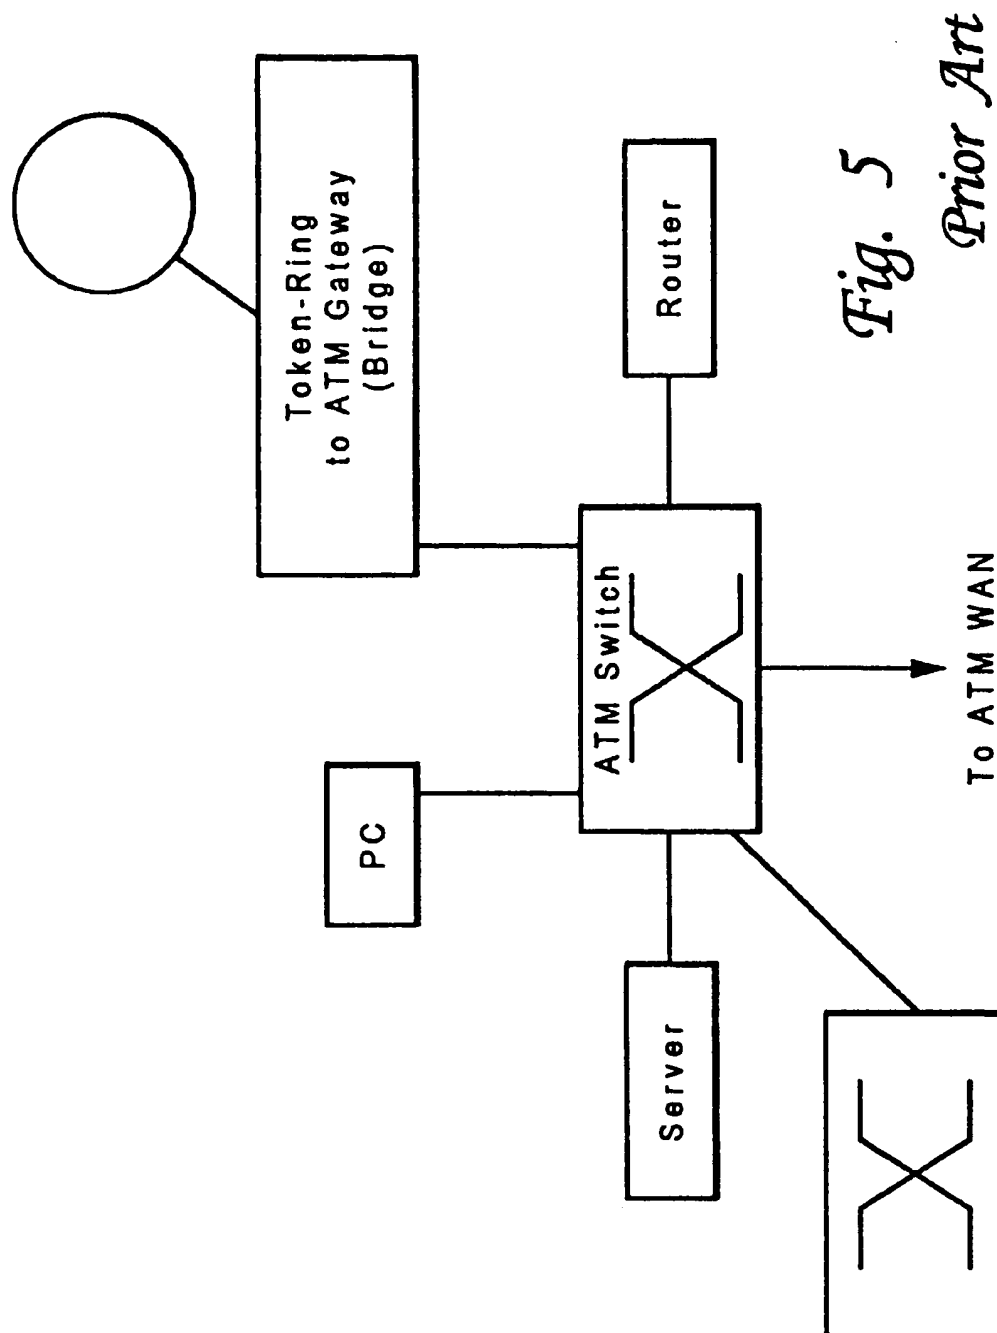 Token-Ring
to ATM Gateway
(Bridge)
PC
ATM Switch
Server
Router
To ATM WAN
Fig. 5
Prior Art